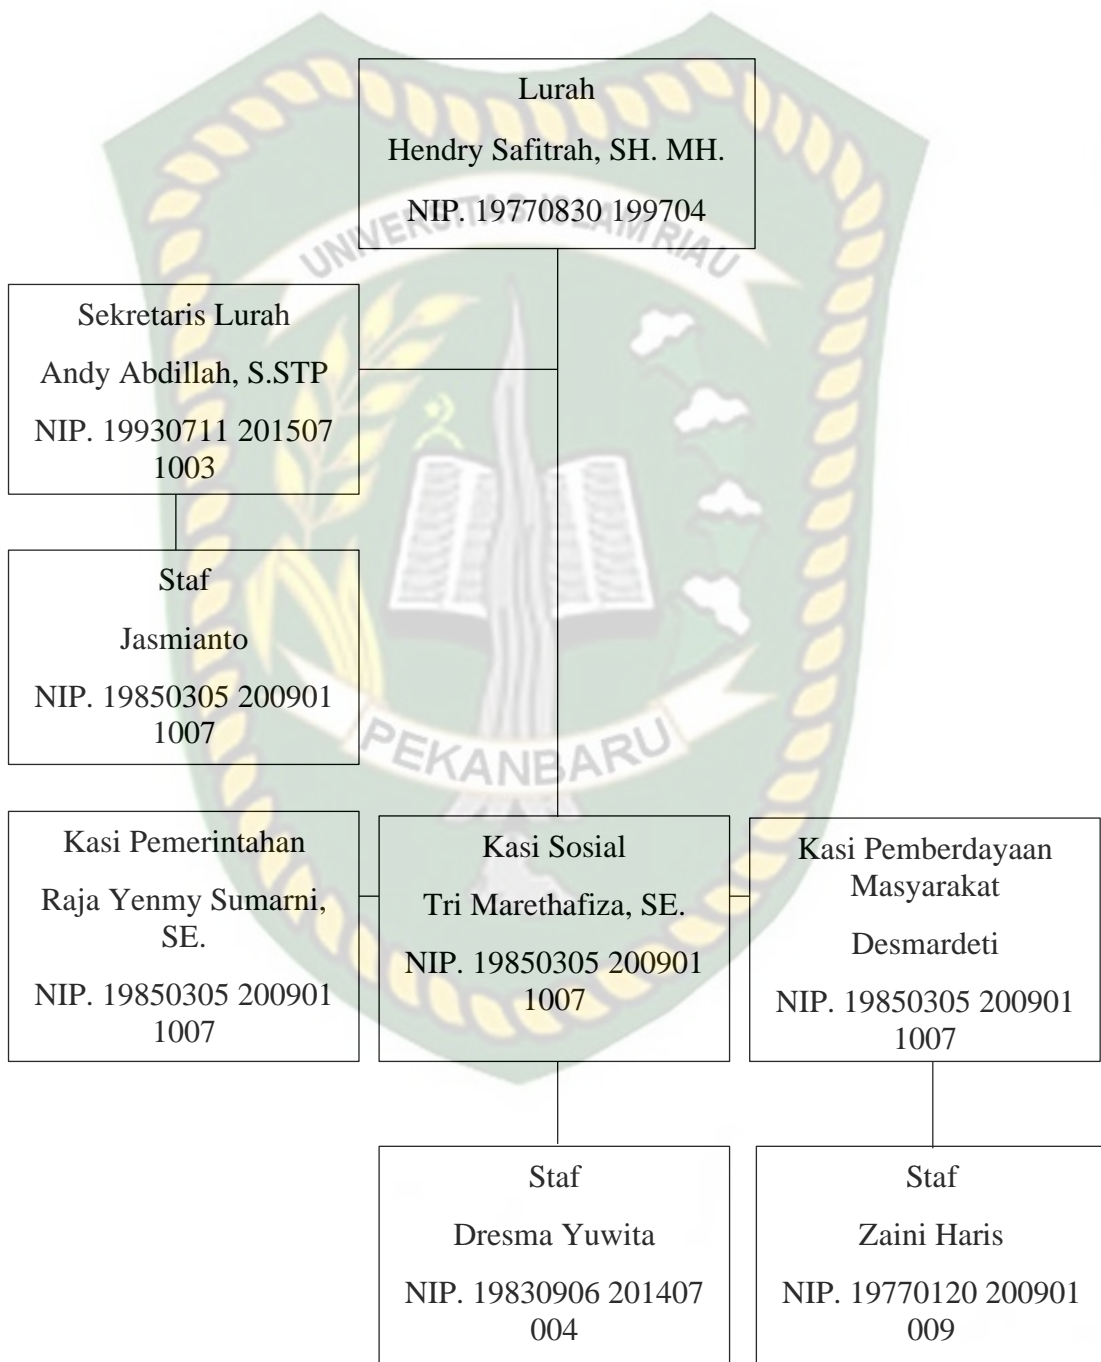 Lurah
Hendry Safitrah, SH. MH.
NIP. 19770830 199704
UNIVERSITAS ISLAM RIAU
Sekretaris Lurah
Andy Abdillah, S.STP
NIP. 19930711 201507
1003
Staf
Jasmianto
NIP. 19850305 200901
1007
PEKANBARU
Kasi Pemerintahan
Raja Yenmy Sumarni,
SE.
NIP. 19850305 200901
1007
Kasi Sosial
Tri Marethafiza, SE.
NIP. 19850305 200901
1007
Kasi Pemberdayaan
Masyarakat
Desmardeti
NIP. 19850305 200901
1007
Staf
Dresma Yuwita
NIP. 19830906 201407
004
Staf
Zaini Haris
NIP. 19770120 200901
009